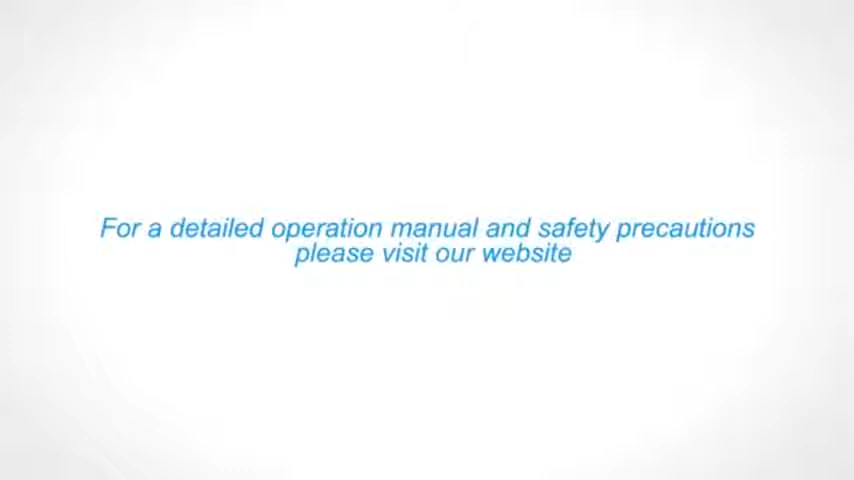 For a detailed operation manual and safety precautions
please visit our website